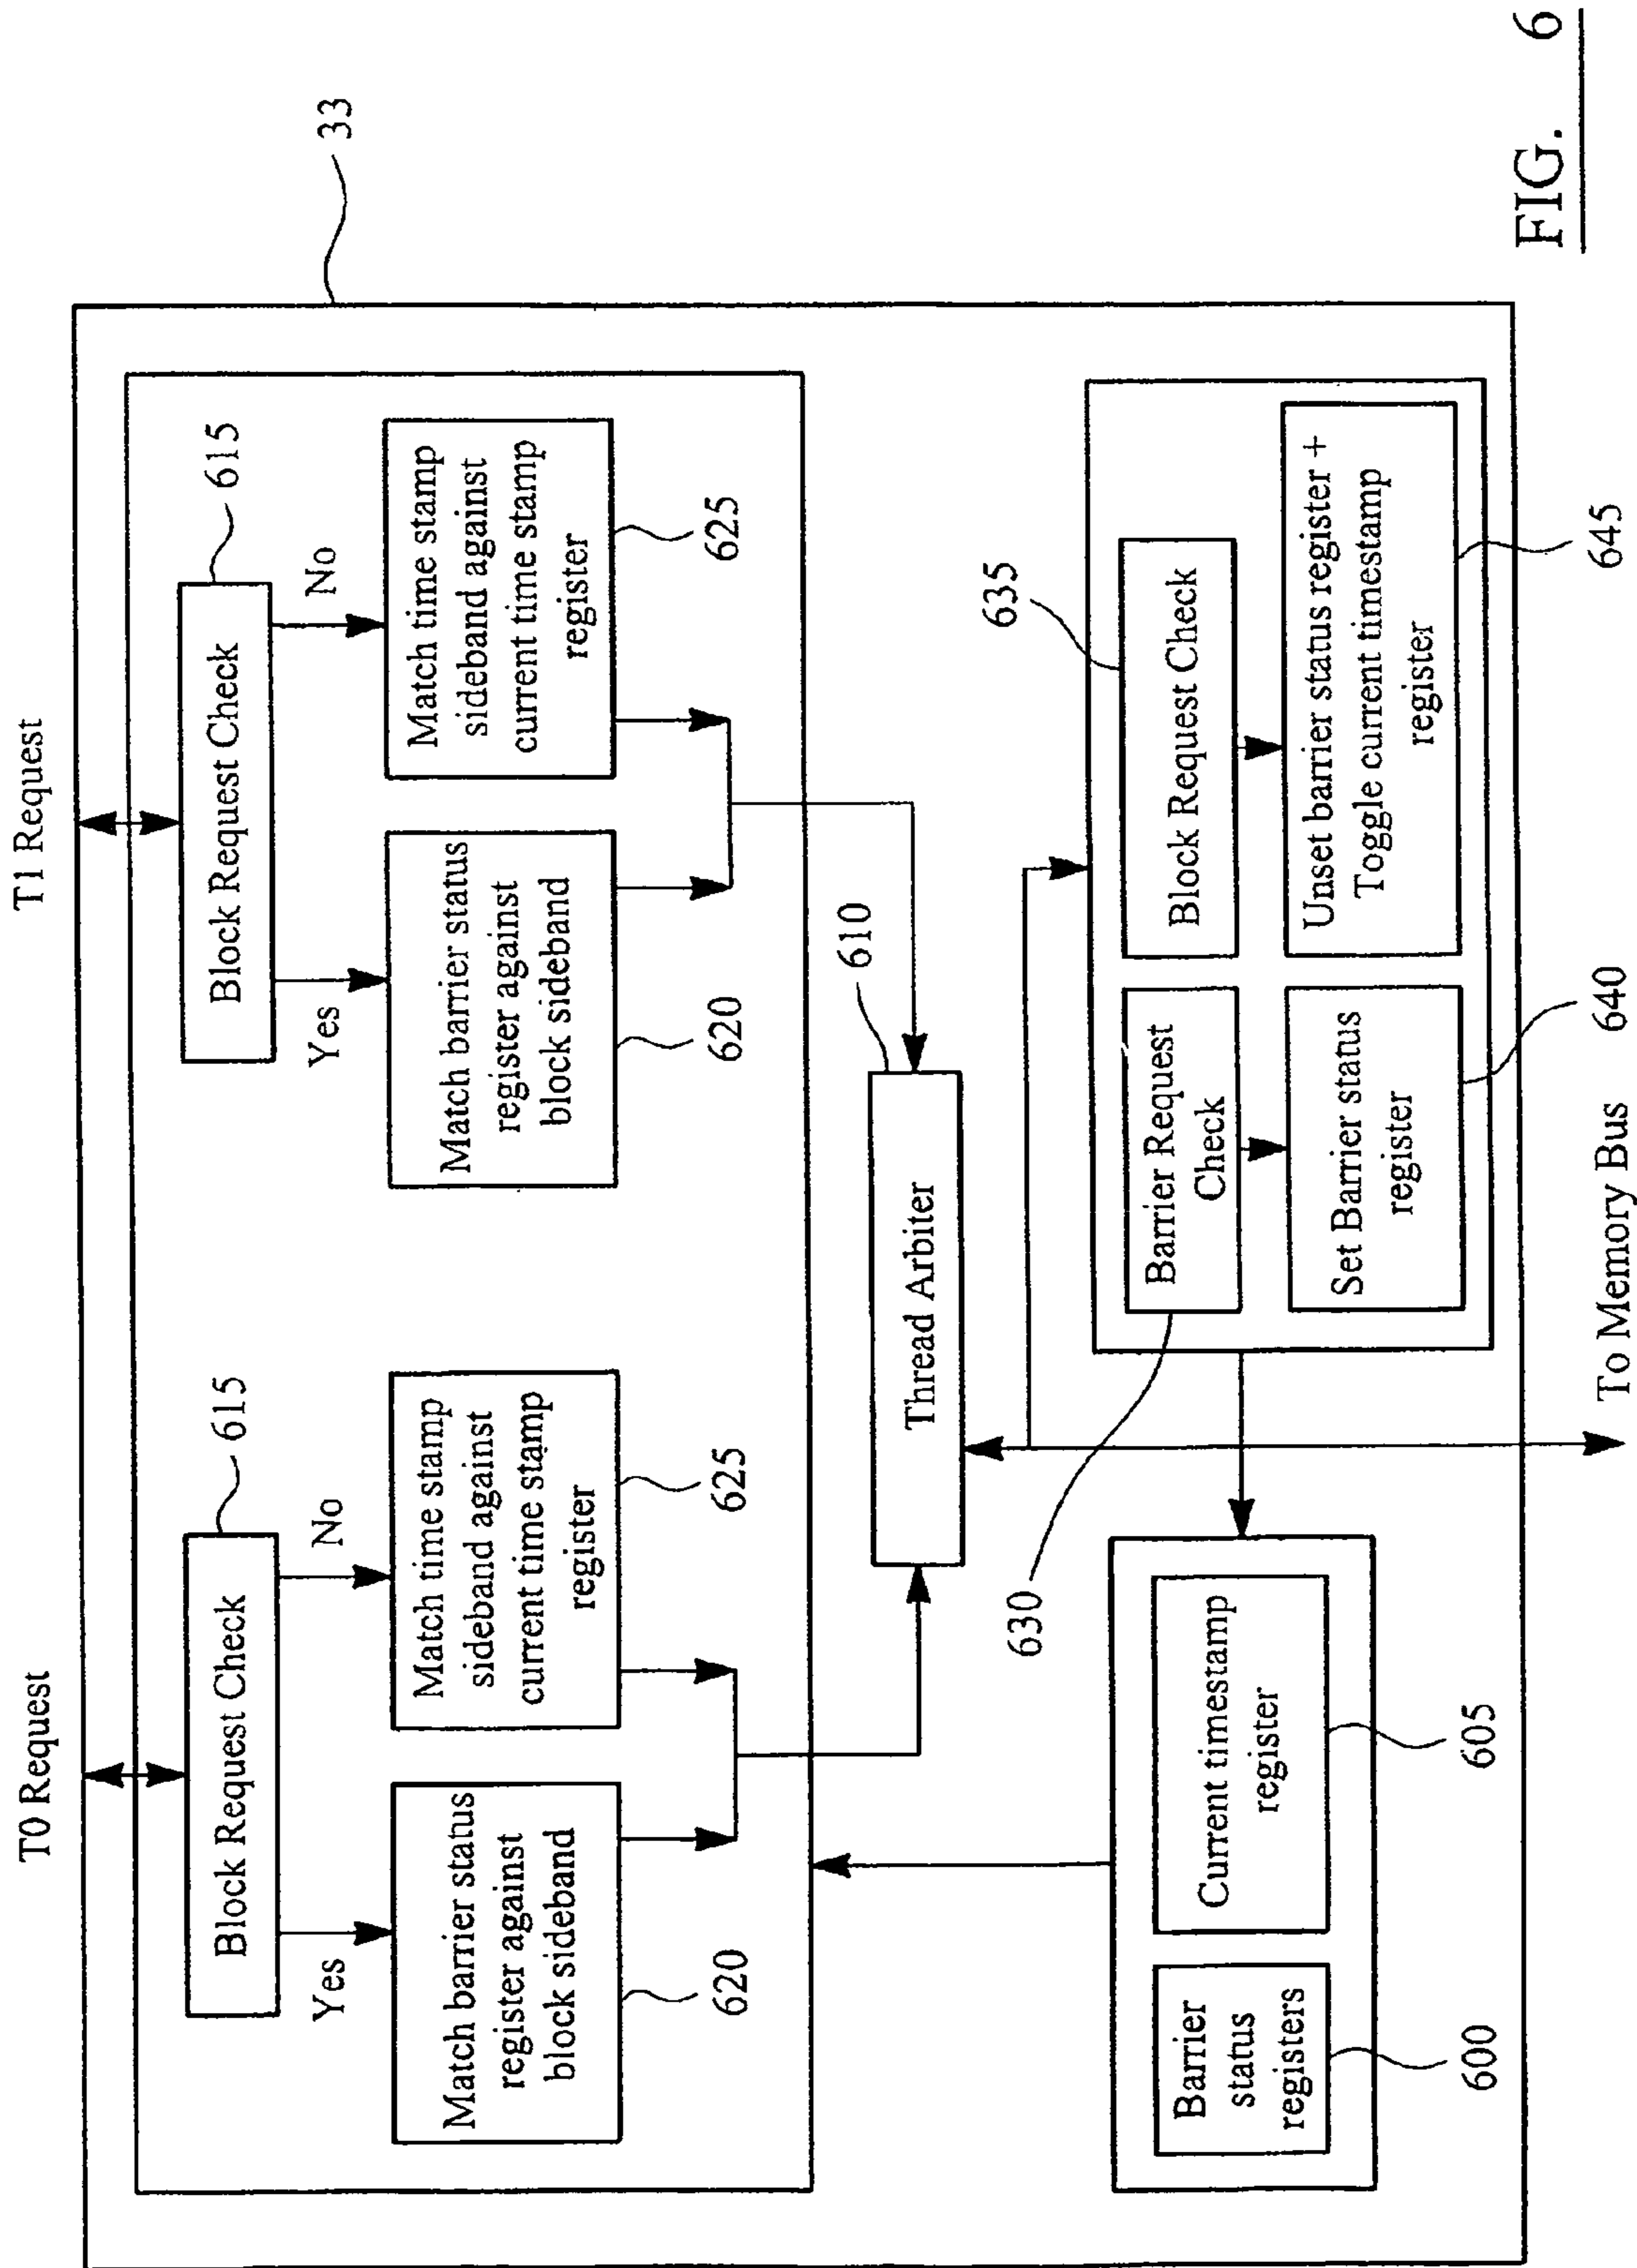 T0 Request
T1 Request
33
Block Request Check
615
Block Request Check
615
Yes
No
Yes
No
Match barrier status
register against
block sideband
620
Match time stamp
sideband against
current time stamp
register
625
Match barrier status
register against
block sideband
620
Match time stamp
sideband against
current time stamp
register
625
Thread Arbiter
610
Barrier
status
registers
600
Current timestamp
register
605
630
Barrier Request
Check
635
Block Request Check
Set Barrier status
register
640
Unset barrier status register +
Toggle current timestamp
register
645
To Memory Bus
FIG. 6